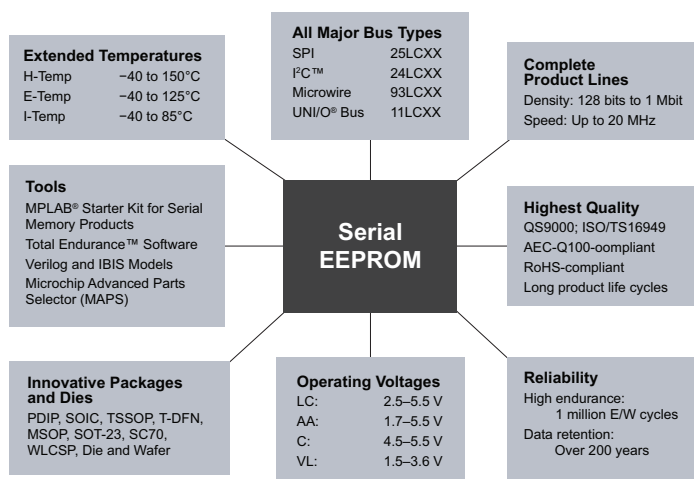 Extended Temperatures
H-Temp −40 to 150°C
E-Temp −40 to 125°C
I-Temp −40 to 85°C
All Major Bus Types
SPI 25LCXX
I²C™ 24LCXX
Microwire 93LCXX
UNI/O® Bus 11LCXX
Complete
Product Lines
Density: 128 bits to 1 Mbit
Speed: Up to 20 MHz
Tools
MPLAB® Starter Kit for Serial
Memory Products
Total Endurance™ Software
Verilog and IBIS Models
Microchip Advanced Parts
Selector (MAPS)
Serial
EEPROM
Highest Quality
QS9000; ISO/TS16949
AEC-Q100-oompliant
RoHS-compliant
Long product life cycles
Innovative Packages
and Dies
PDIP, SOIC, TSSOP, T-DFN,
MSOP, SOT-23, SC70,
WLCSP, Die and Wafer
Operating Voltages
LC: 2.5–5.5 V
AA: 1.7–5.5 V
C: 4.5–5.5 V
VL: 1.5–3.6 V
Reliability
High endurance:
1 million E/W cycles
Data retention:
Over 200 years